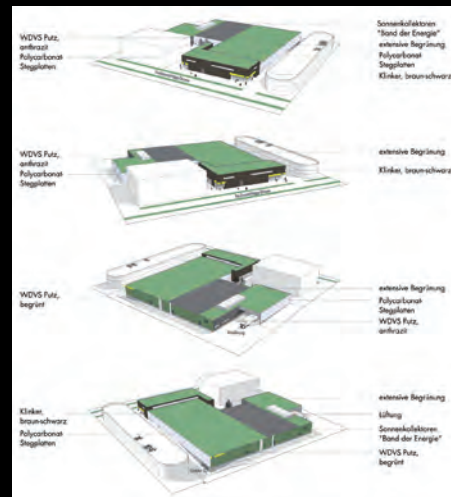 Sonnenkollektoren
"Band der Energie"
WDVS Putz,
anthrazit
Polycarbonat-
Stegplatten
extensive Begrünung
Polycarbonat-
Stegplatten
Klinker, braun-schwarz
WDVS Putz,
anthrazit
Polycarbonat-
Stegplatten
extensive Begrünung
Klinker, braun-schwarz
WDVS Putz,
begrünt
extensive Begrünung
Polycarbonat-
Stegplatten
WDVS Putz,
anthrazit
Klinker,
braun-schwarz
Polycarbonat-
Stegplatten
extensive Begrünung
Lüftung
Sonnenkollektoren
"Band der Energie"
WDVS Putz,
begrünt